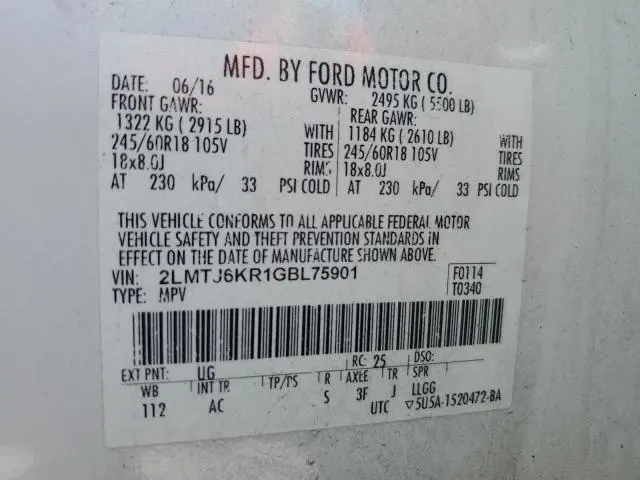 MFD. BY FORD MOTOR CO.
DATE: 06/16 GVWR: 2495 KG ( 5500 LB)
FRONT GAWR: REAR GAWR:
1322 KG ( 2915 LB) WITH 1184 KG ( 2610 LB) WITH
245/60R18 105V TIRES 245/60R18 105V TIRES
18x8.0J RIMS 18x8.0J RIMS
AT 230 kPa/ 33 PSI COLD AT 230 kPa/ 33 PSI COLD
THIS VEHICLE CONFORMS TO ALL APPLICABLE FEDERAL MOTOR
VEHICLE SAFETY AND THEFT PREVENTION STANDARDS IN
EFFECT ON THE DATE OF MANUFACTURE SHOWN ABOVE.
VIN: 2LMTJ6KR1GBL75901 F0114
TYPE: MPV T0340
EXT PNT: UG RC: 25 DSO:
WB INT TR TP/PS R AXLE TR SPR
112 AC S 3F J LLGG
UTC ▽5U5A-1520472-BA